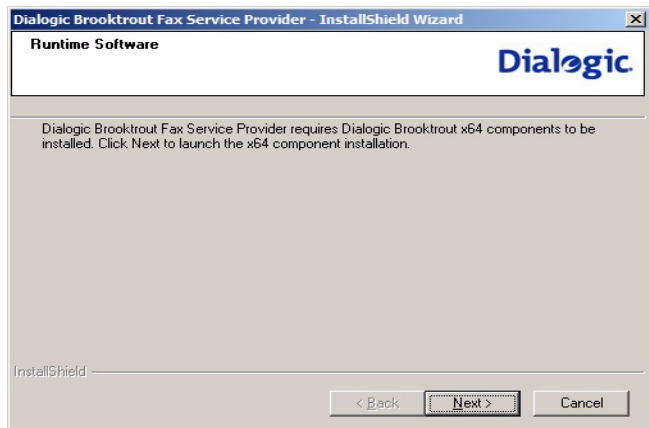 Dialogic Brooktrout Fax Service Provider - InstallShield Wizard
Runtime Software
Dialogic.
Dialogic Brooktrout Fax Service Provider requires Dialogic Brooktrout x64 components to be
installed. Click Next to launch the x64 component installation.
InstallShield
< Back
Next >
Cancel